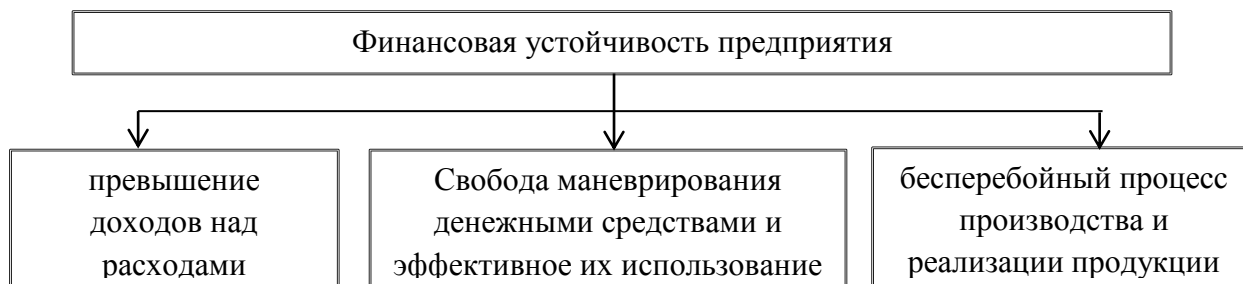 Финансовая устойчивость предприятия
превышение
доходов над
расходами
Свобода маневрирования
денежными средствами и
эффективное их использование
бесперебойный процесс
производства и
реализации продукции